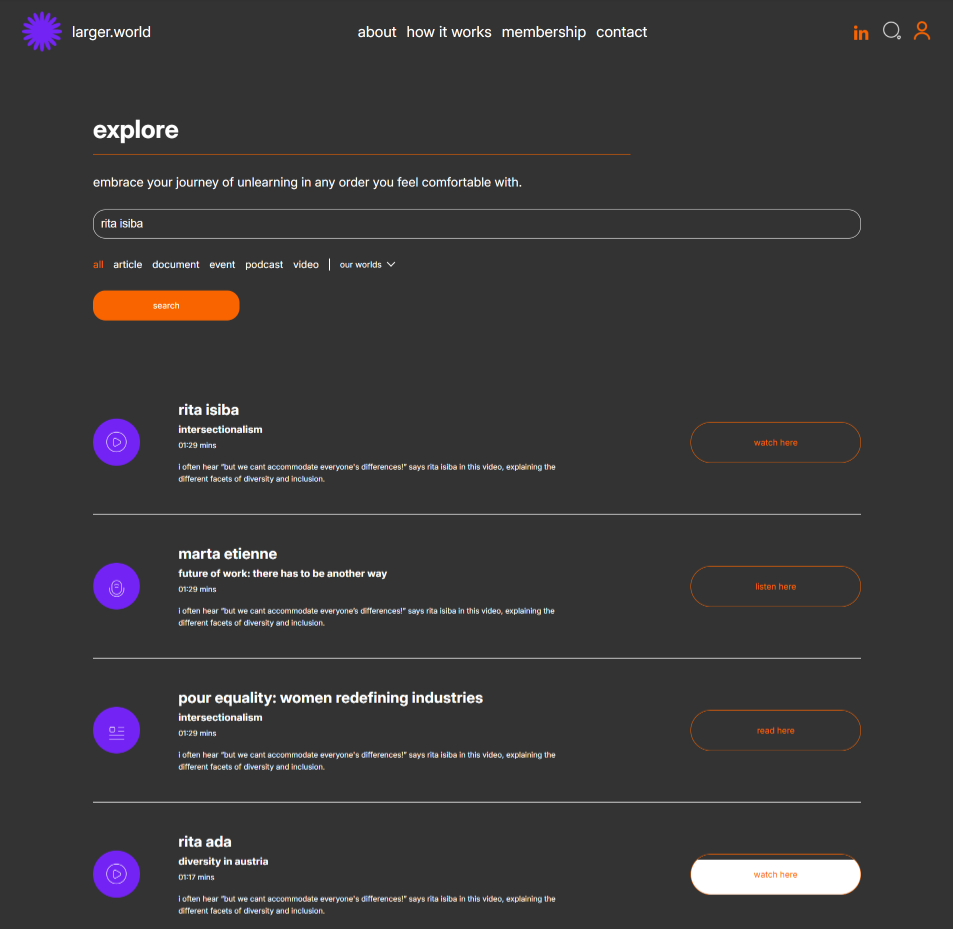 larger.world
about how it works membership contact
in
explore
embrace your journey of unlearning in any order you feel comfortable with.
rita isiba
all article document event podcast video | our worlds
search
rita isiba
intersectionalism
01:29 mins
watch here
i often hear "but we cant accommodate everyone's differences!" says rita isiba in this video, explaining the
different facets of diversity and inclusion.
marta etienne
future of work: there has to be another way
01:29 mins
listen here
i often hear "but we cant accommodate everyone's differences!" says rita isiba in this video, explaining the
different facets of diversity and inclusion.
pour equality: women redefining industries
intersectionalism
01:29 mins
read here
i often hear "but we cant accommodate everyone's differences!" says rita isiba in this video, explaining the
different facets of diversity and inclusion.
rita ada
diversity in austria
01:17 mins
watch here
i often hear "but we cant accommodate everyone's differences!" says rita isiba in this video, explaining the
different facets of diversity and inclusion.